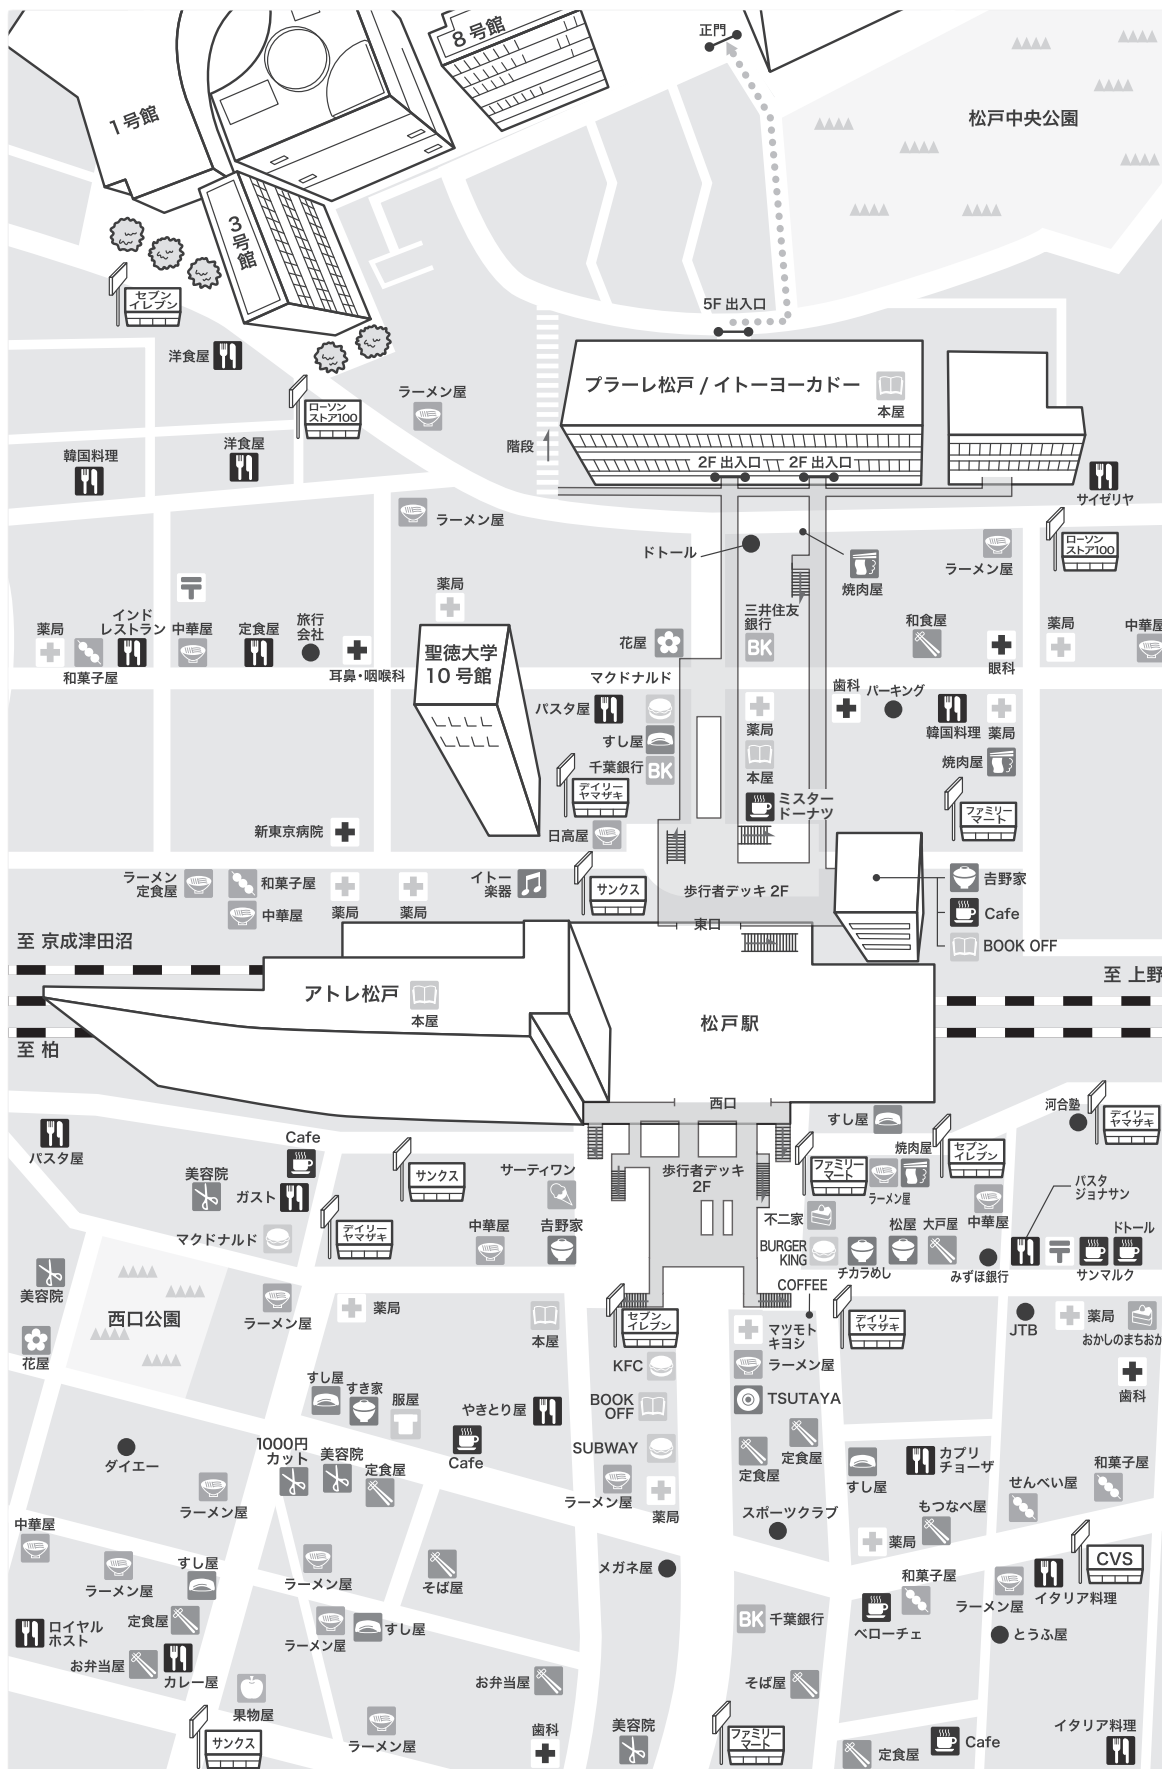 8号館
正門
1号館
松戸中央公園
3号館
セブン
イレブン
洋食屋
5F 出入口
プラーレ松戸 / イトーヨーカドー
本屋
ローソン
ストア100
ラーメン屋
階段
洋食屋
韓国料理
2F 出入口
2F 出入口
サイゼリヤ
ラーメン屋
ドトール
焼肉屋
ラーメン屋
ローソン
ストア100
薬局
三井住友
銀行
BK
和食屋
薬局
中華屋
薬局
和菓子屋
インド
レストラン
中華屋
定食屋
旅行
会社
耳鼻・咽喉科
聖徳大学
10 号館
花屋
眼科
マクドナルド
パスタ屋
すし屋
千葉銀行
BK
薬局
本屋
ミスター
ドーナツ
歯科
パーキング
韓国料理
薬局
焼肉屋
デイリー
ヤマザキ
ファミリー
マート
新東京病院
日高屋
ラーメン
定食屋
和菓子屋
中華屋
薬局
薬局
イトー
楽器
サンクス
歩行者デッキ 2F
吉野家
Cafe
BOOK OFF
東口
至 京成津田沼
至 上野
アトレ松戸
本屋
松戸駅
至 柏
西口
すし屋
河合塾
デイリー
ヤマザキ
パスタ屋
Cafe
美容院
ガスト
サンクス
サーティワン
歩行者デッキ
2F
ファミリー
マート
ラーメン屋
焼肉屋
セブン
イレブン
パスタ
ジョナサン
マクドナルド
デイリー
ヤマザキ
中華屋
吉野家
不二家
BURGER
KING
チカラめし
松屋
大戸屋
中華屋
みずほ銀行
サンマルク
ドトール
美容院
西口公園
ラーメン屋
薬局
本屋
セブン
イレブン
COFFEE
マツモト
キヨシ
デイリー
ヤマザキ
JTB
薬局
おかしのまちおか
花屋
KFC
ラーメン屋
歯科
すし屋
すき家
服屋
やきとり屋
BOOK
OFF
TSUTAYA
ダイエー
1000円
カット
美容院
定食屋
Cafe
SUBWAY
定食屋
定食屋
すし屋
カプリ
チョーザ
和菓子屋
せんべい屋
ラーメン屋
ラーメン屋
薬局
スポーツクラブ
もつなべ屋
薬局
中華屋
ラーメン屋
すし屋
ラーメン屋
そば屋
メガネ屋
和菓子屋
CVS
イタリア料理
ラーメン屋
ロイヤル
ホスト
定食屋
ラーメン屋
すし屋
BK
千葉銀行
ベローチェ
とうふ屋
お弁当屋
カレー屋
果物屋
お弁当屋
そば屋
サンクス
ラーメン屋
歯科
美容院
ファミリー
マート
定食屋
Cafe
イタリア料理